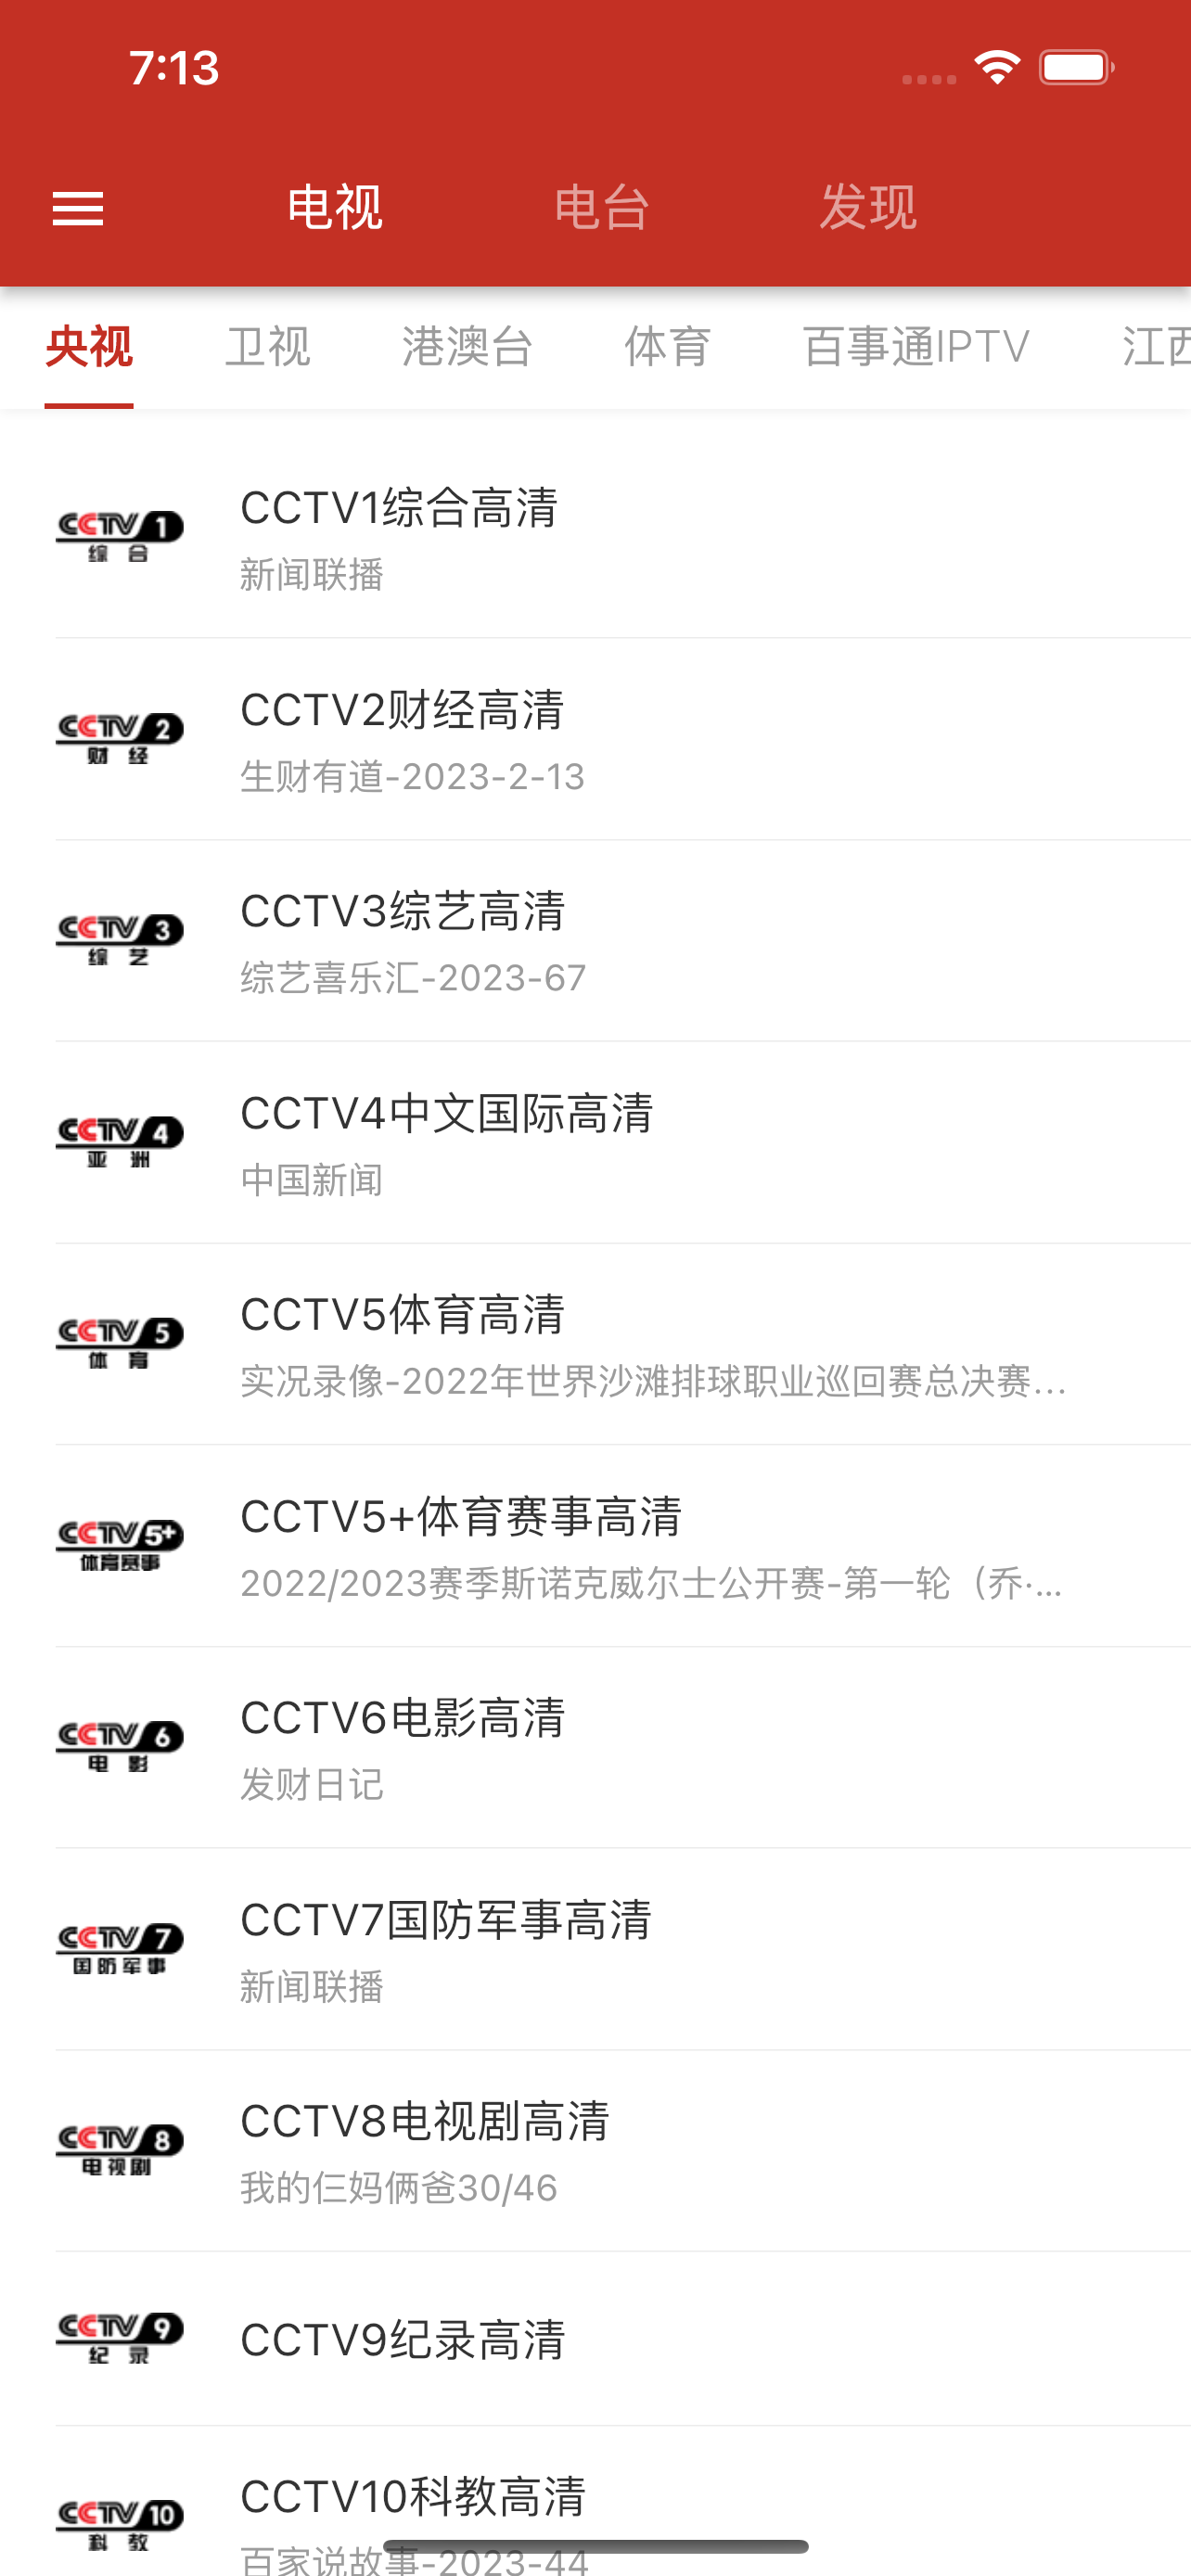 7:13
电视 电台 发现
央视 卫视 港澳台 体育 百事通IPTV 江西
CCTV 1 综合
CCTV1综合高清
新闻联播
CCTV 2 财经
CCTV2财经高清
生财有道-2023-2-13
CCTV 3 综艺
CCTV3综艺高清
综艺喜乐汇-2023-67
CCTV 4 亚洲
CCTV4中文国际高清
中国新闻
CCTV 5 体育
CCTV5体育高清
实况录像-2022年世界沙滩排球职业巡回赛总决赛...
CCTV 5+ 体育赛事
CCTV5+体育赛事高清
2022/2023赛季斯诺克威尔士公开赛-第一轮（乔·...
CCTV 6 电影
CCTV6电影高清
发财日记
CCTV 7 国防军事
CCTV7国防军事高清
新闻联播
CCTV 8 电视剧
CCTV8电视剧高清
我的仨妈俩爸30/46
CCTV 9 纪录
CCTV9纪录高清
CCTV 10 科教
CCTV10科教高清
百家说故事-2023-44